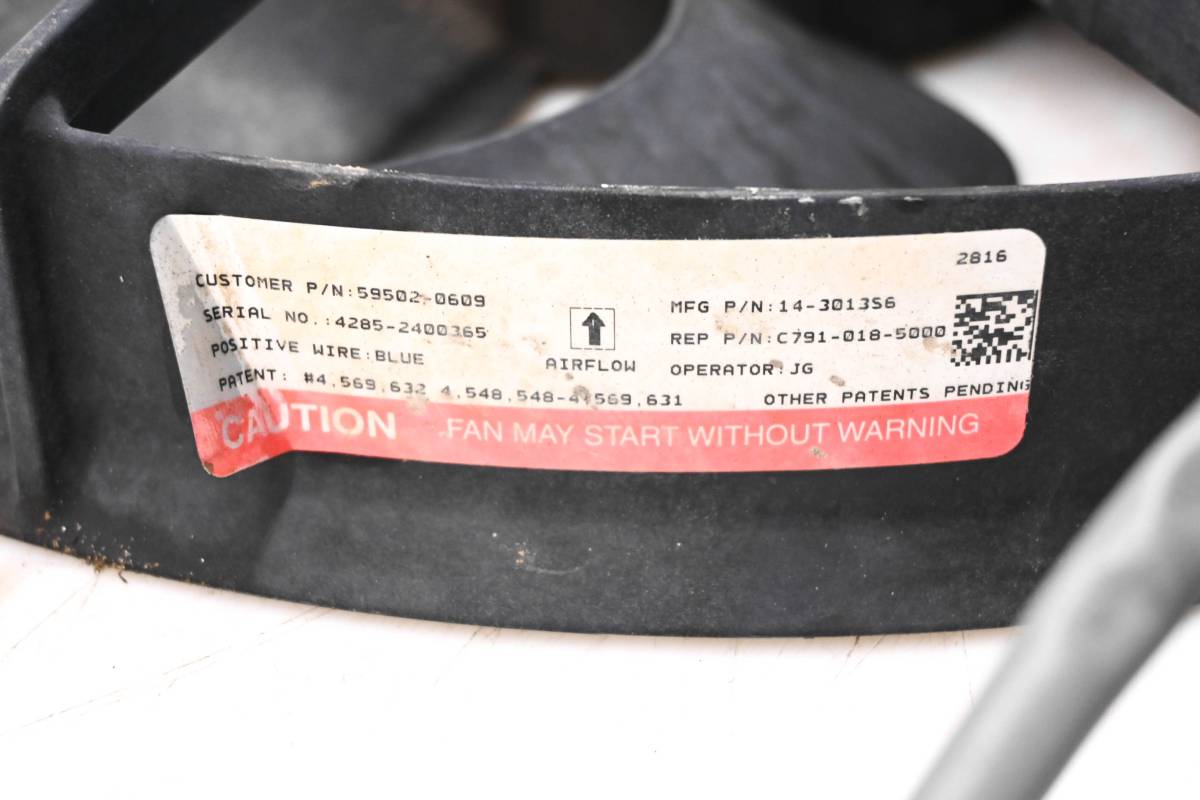 2816
CUSTOMER P/N:59502-0609
SERIAL NO.:4285-2400365
POSITIVE WIRE:BLUE
PATENT: #4,569,632 4,548,548-4,569,631
AIRFLOW
MFG P/N:14-3013S6
REP P/N:C791-018-5000
OPERATOR:JG
OTHER PATENTS PENDING
CAUTION FAN MAY START WITHOUT WARNING